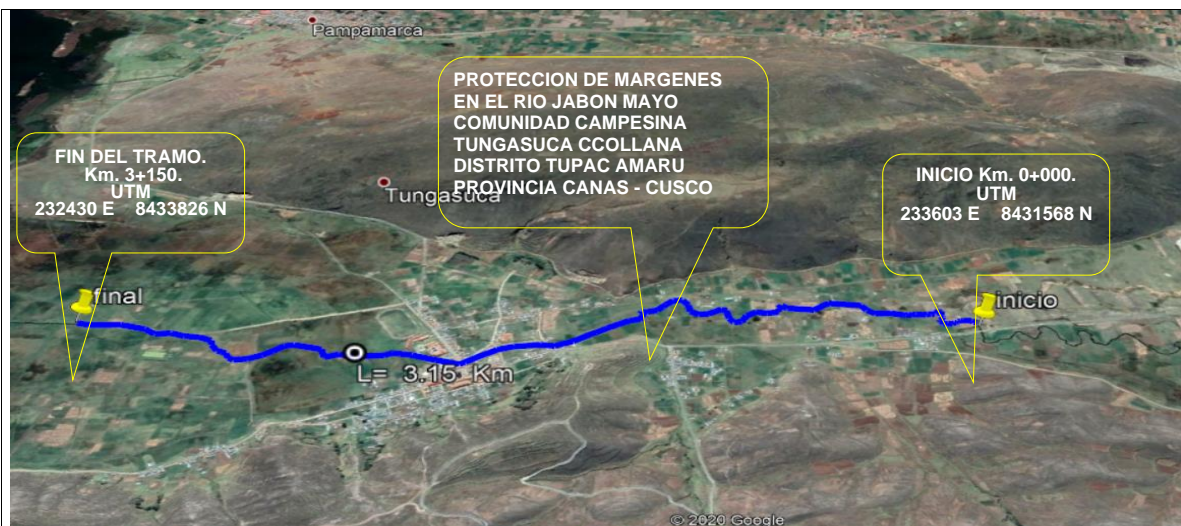 Pampamarca
PROTECCION DE MARGENES
EN EL RIO JABON MAYO
COMUNIDAD CAMPESINA
TUNGASUCA CCOLLANA
DISTRITO TUPAC AMARU
PROVINCIA CANAS - CUSCO
FIN DEL TRAMO.
Km. 3+150.
UTM
232430 E 8433826 N
Tungasuca
INICIO Km. 0+000.
UTM
233603 E 8431568 N
final
inicio
L= 3.15 Km
© 2020 Google